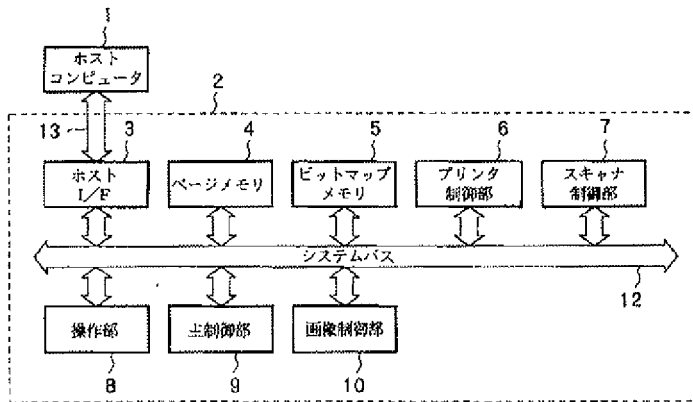 1
ホスト
コンピュータ
2
13
3
4
5
6
7
ホスト
I/F
ページメモリ
ビットマップ
メモリ
プリンタ
制御部
スキャナ
制御部
システムバス
12
操作部
主制御部
画像制御部
8
9
10